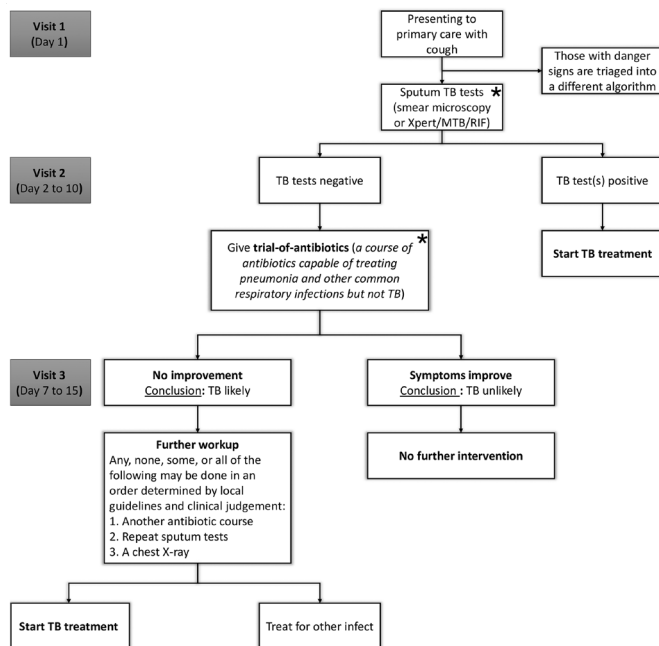 Visit 1
(Day 1)
Presenting to
primary care with
cough
Those with danger
signs are triaged into
a different algorithm
Sputum TB tests *
(smear microscopy
or Xpert/MTB/RIF)
Visit 2
(Day 2 to 10)
TB tests negative
TB test(s) positive
Give trial-of-antibiotics (a course of *
antibiotics capable of treating
pneumonia and other common
respiratory infections but not TB)
Start TB treatment
Visit 3
(Day 7 to 15)
No improvement
Conclusion: TB likely
Symptoms improve
Conclusion : TB unlikely
Further workup
Any, none, some, or all of the
following may be done in an
order determined by local
guidelines and clinical judgement:
1. Another antibiotic course
2. Repeat sputum tests
3. A chest X-ray
No further intervention
Start TB treatment
Treat for other infect